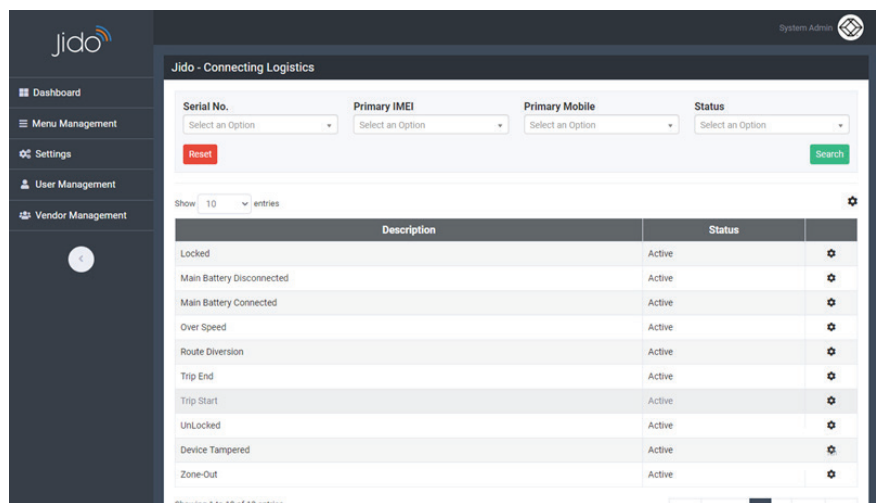 Jido
System Admin
Jido - Connecting Logistics
Dashboard
Menu Management
Settings
User Management
Vendor Management
Serial No. Primary IMEI Primary Mobile Status
Select an Option Select an Option Select an Option Select an Option
Reset Search
Show 10 entries
Description Status
Locked Active
Main Battery Disconnected Active
Main Battery Connected Active
Over Speed Active
Route Diversion Active
Trip End Active
Trip Start Active
UnLocked Active
Device Tampered Active
Zone-Out Active